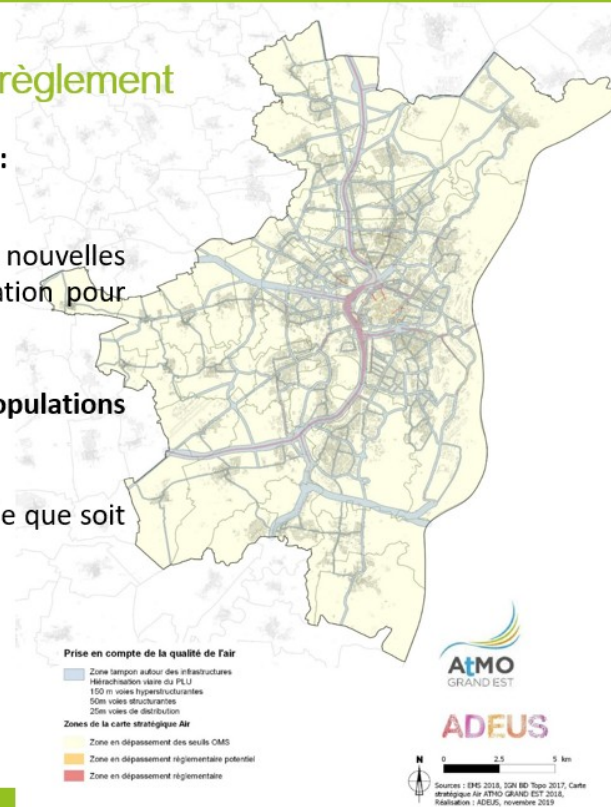 règlement
:
nouvelles
ation pour
opulations
e que soit
Prise en compte de la qualité de l'air
Zone tampon autour des infrastructures
Hiérachisation viaire du PLU
150 m voies hyperstructurantes
50m voies structurantes
25m voies de distribution
Zones de la carte stratégique Air
Zone en dépassement des seuils OMS
Zone en dépassement réglementaire potentiel
Zone en dépassement réglementaire
AtMO
GRAND EST
ADEUS
N
0 2,5 5 km
Sources : EMS 2018, IGN BD Topo 2017, Carte
stratégique Air ATMO GRAND EST 2018,
Réalisation : ADEUS, novembre 2019